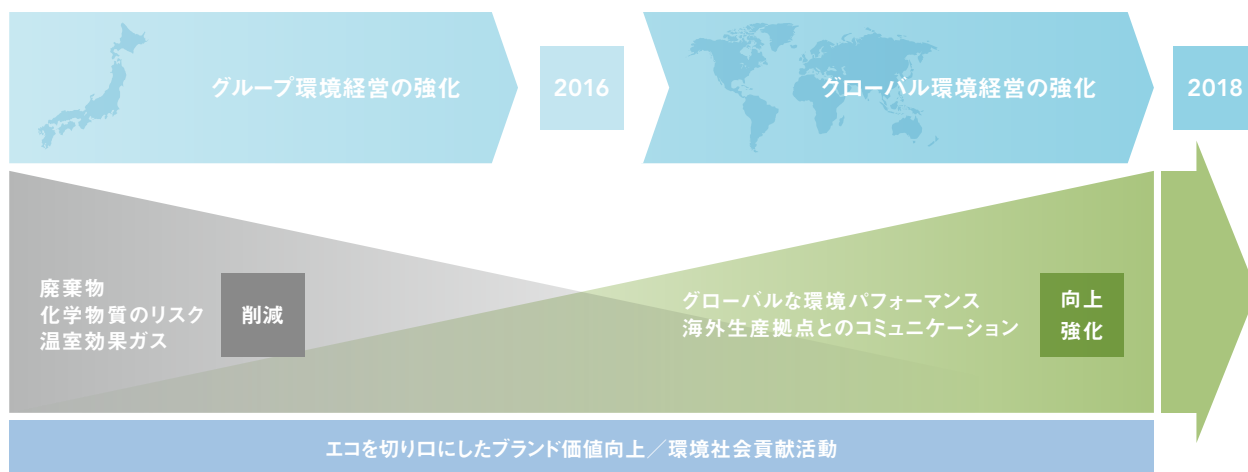 グループ環境経営の強化
2016
グローバル環境経営の強化
2018
廃棄物
化学物質のリスク
温室効果ガス
削減
グローバルな環境パフォーマンス
海外生産拠点とのコミュニケーション
向上
強化
エコを切り口にしたブランド価値向上／環境社会貢献活動